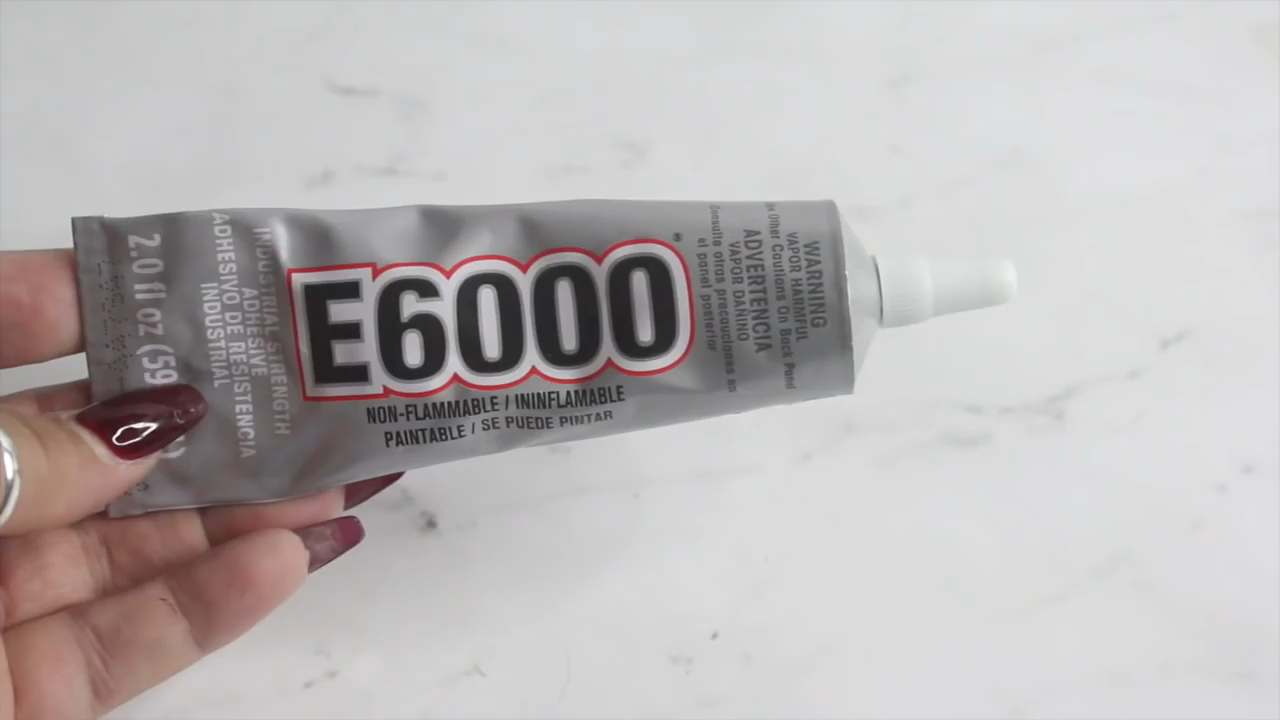 E6000
®
NON-FLAMMABLE / ININFLAMABLE
PAINTABLE / SE PUEDE PINTAR
INDUSTRIAL STRENGTH
ADHESIVE
ADHESIVO DE RESISTENCIA
INDUSTRIAL
2.0 fl oz (59
WARNING
VAPOR HARMFUL
Other Cautions On Back Panel
ADVERTENCIA
VAPOR DAÑINO
Consulte otras precauciones en
el panel posterior